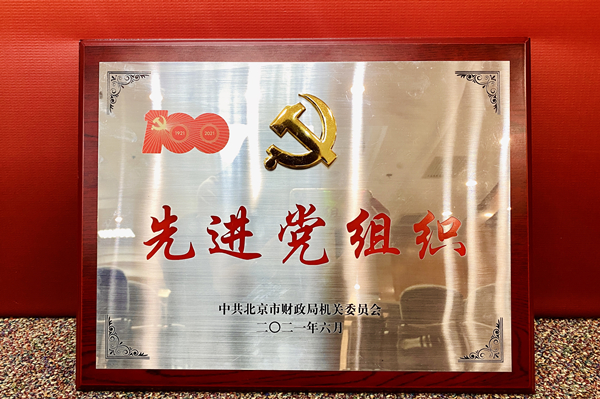 100
1921 2021
先进党组织
中共北京市财政局机关委员会
二〇二一年六月